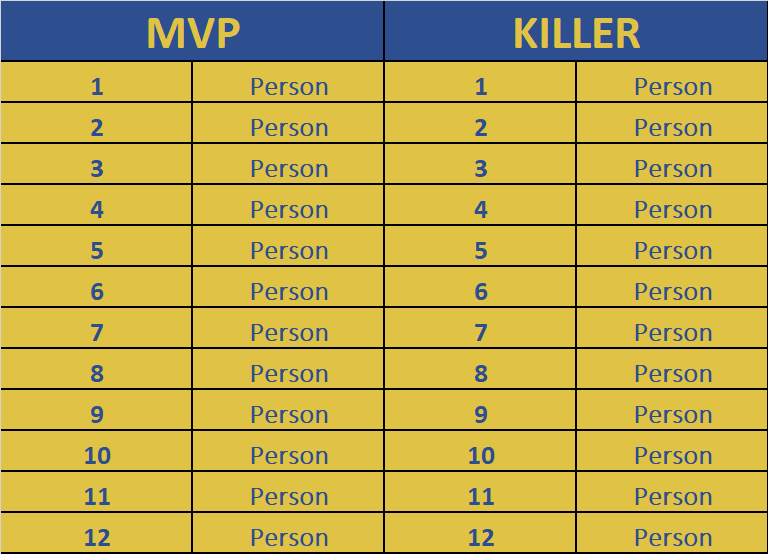 MVP KILLER
1 Person 1 Person
2 Person 2 Person
3 Person 3 Person
4 Person 4 Person
5 Person 5 Person
6 Person 6 Person
7 Person 7 Person
8 Person 8 Person
9 Person 9 Person
10 Person 10 Person
11 Person 11 Person
12 Person 12 Person